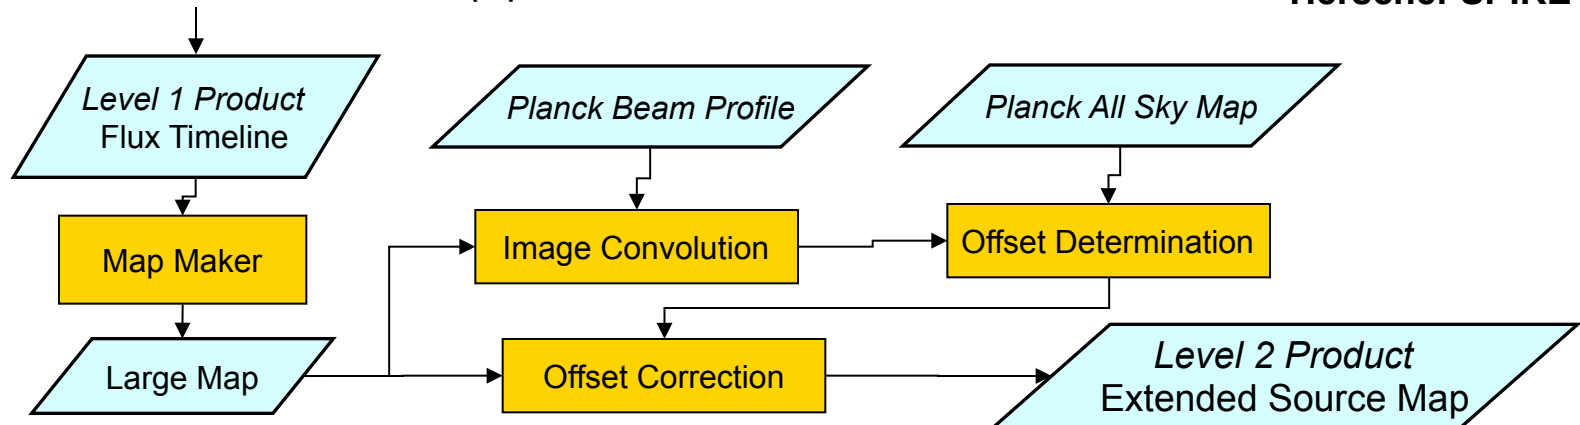 Level 1 Product
Flux Timeline
Planck Beam Profile
Planck All Sky Map
Map Maker
Image Convolution
Offset Determination
Large Map
Offset Correction
Level 2 Product
Extended Source Map